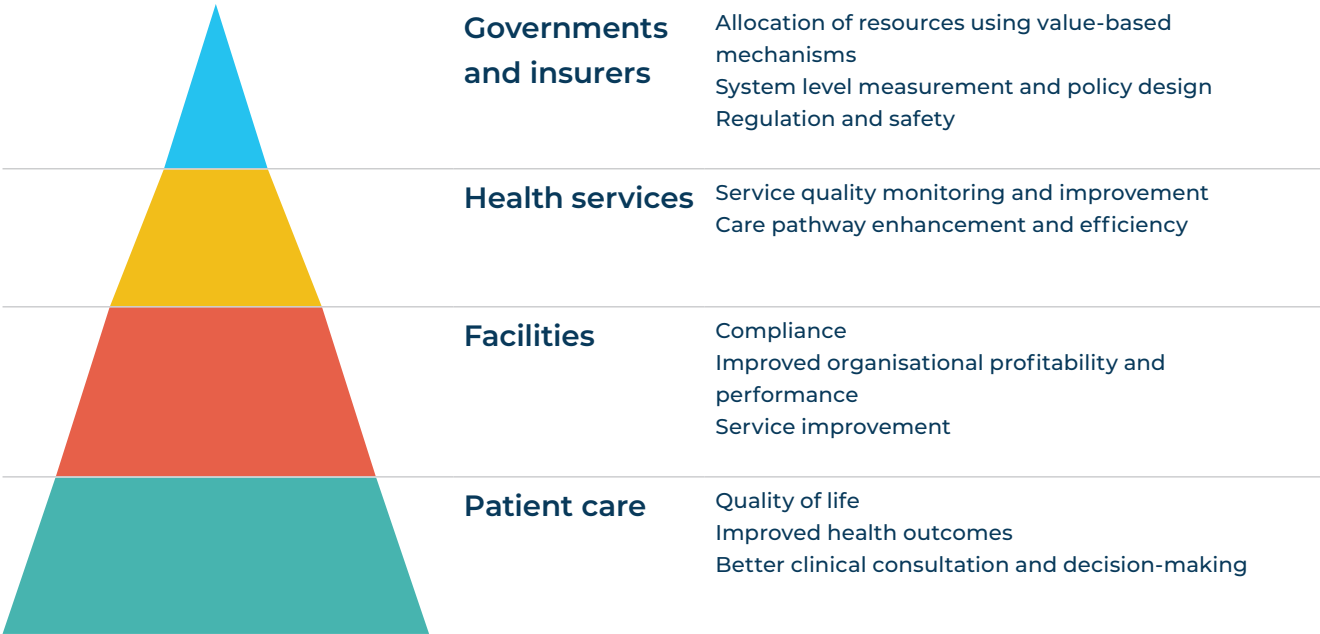 Governments
and insurers
Allocation of resources using value-based
mechanisms
System level measurement and policy design
Regulation and safety
Health services
Service quality monitoring and improvement
Care pathway enhancement and efficiency
Facilities
Compliance
Improved organisational profitability and
performance
Service improvement
Patient care
Quality of life
Improved health outcomes
Better clinical consultation and decision-making